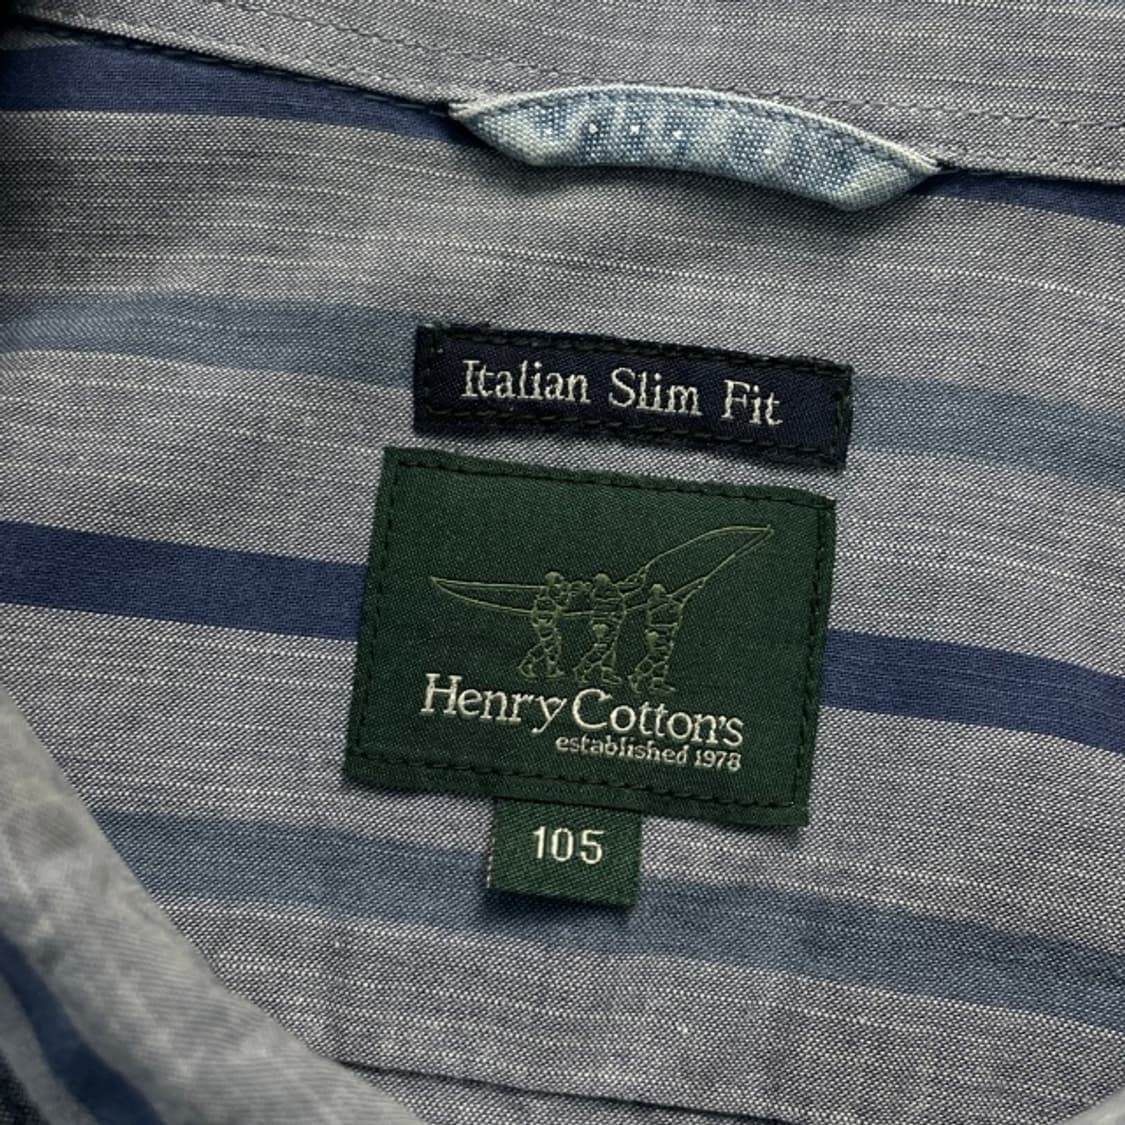 Italian Slim Fit
Henry Cotton's
established 1978
105